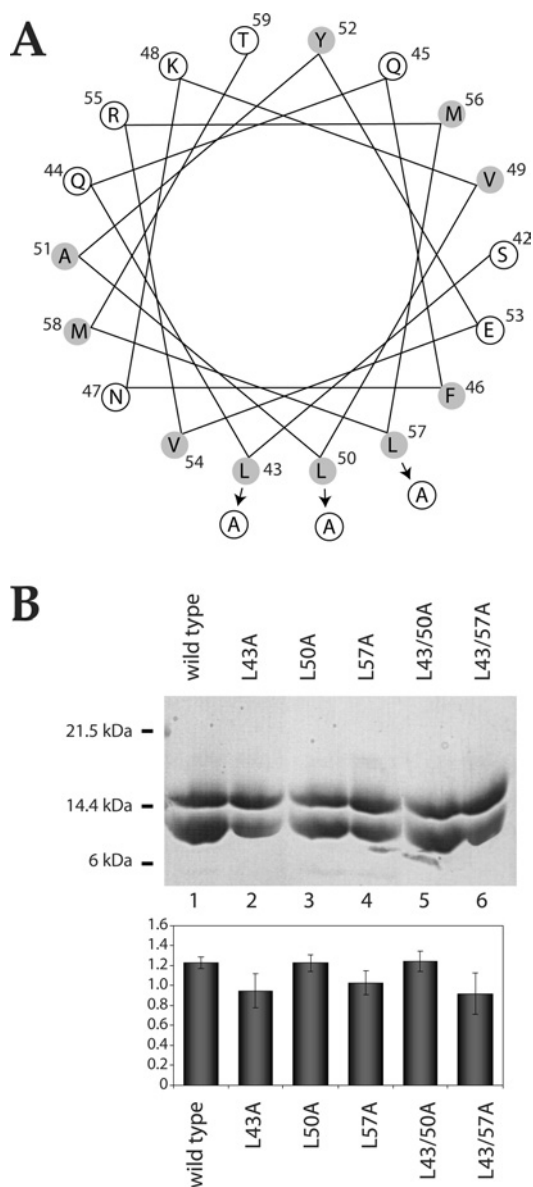 A
59
52
T
Y
48
K
Q
45
55
R
M
56
44
Q
V
49
51
A
S
42
58
M
E
53
47
N
F
46
V
54
L
43
L
50
L
57
A
A
A
B
wild type
L43A
L50A
L57A
L43/50A
L43/57A
21.5 kDa
14.4 kDa
6 kDa
1 2 3 4 5 6
1.6
1.4
1.2
1.0
0.8
0.6
0.4
0.2
0
wild type
L43A
L50A
L57A
L43/50A
L43/57A